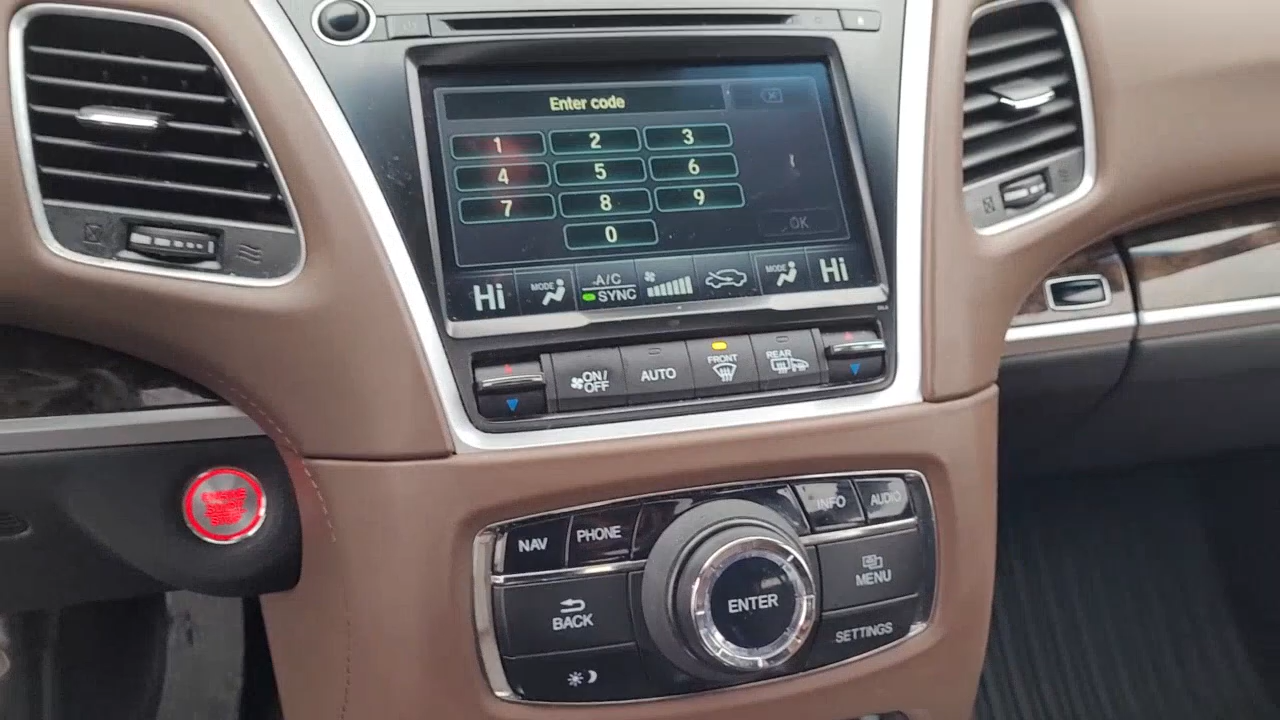 Enter code
1 2 3
4 5 6
7 8 9
0
OK
Hi MODE A/C SYNC MODE Hi
ON/OFF AUTO FRONT REAR
NAV PHONE INFO AUDIO
BACK ENTER MENU
SETTINGS